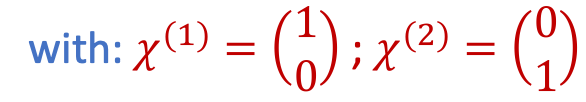 with: χ⁽¹⁾ = (1 0) ; χ⁽²⁾ = (0 1)